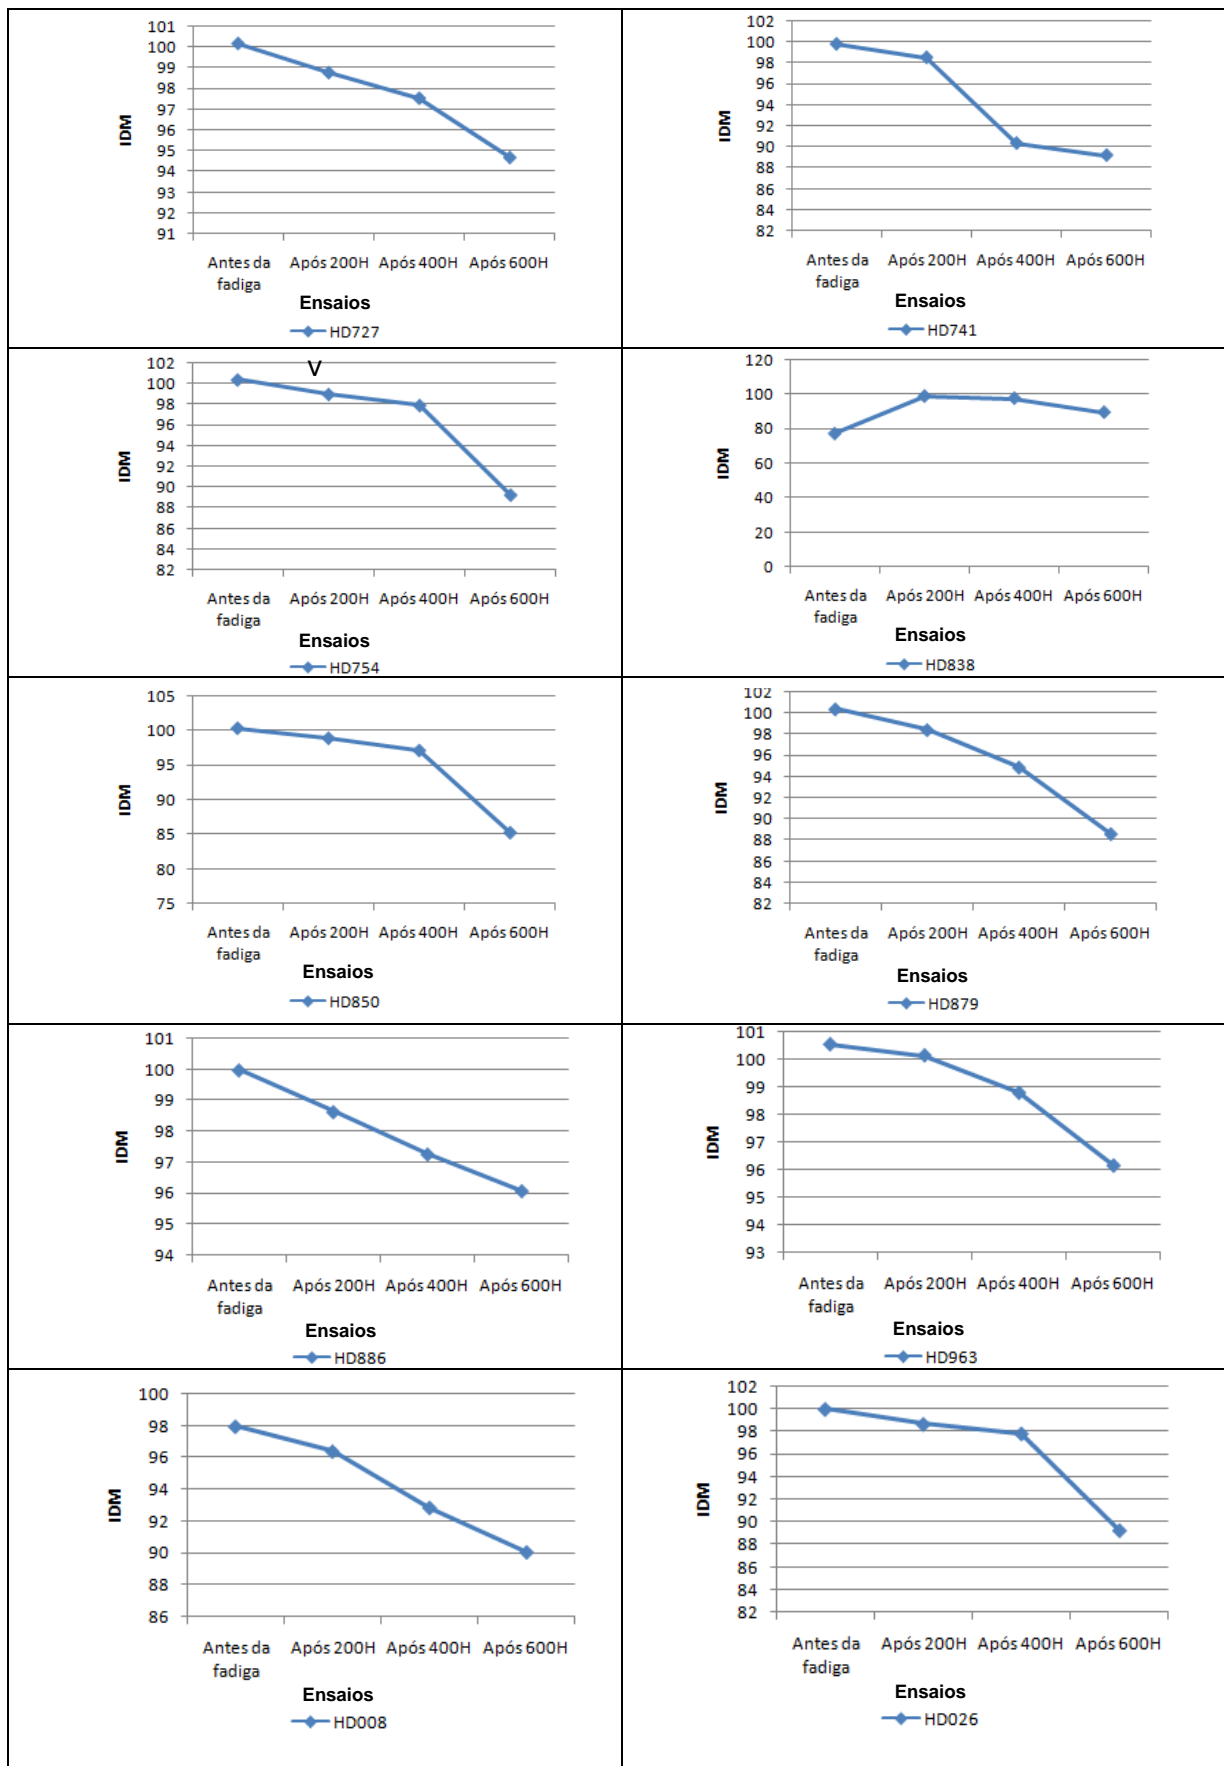 101
100
99
98
97
96
95
94
93
92
91
IDM
Antes da fadiga Após 200H Após 400H Após 600H
Ensaios
HD727
102
100
98
96
94
92
90
88
86
84
82
IDM
Antes da fadiga Após 200H Após 400H Após 600H
Ensaios
HD741
V
102
100
98
96
94
92
90
88
86
84
82
IDM
Antes da fadiga Após 200H Após 400H Após 600H
Ensaios
HD754
120
100
80
60
40
20
0
IDM
Antes da fadiga Após 200H Após 400H Após 600H
Ensaios
HD838
105
100
95
90
85
80
75
IDM
Antes da fadiga Após 200H Após 400H Após 600H
Ensaios
HD850
102
100
98
96
94
92
90
88
86
84
82
IDM
Antes da fadiga Após 200H Após 400H Após 600H
Ensaios
HD879
101
100
99
98
97
96
95
94
IDM
Antes da fadiga Após 200H Após 400H Após 600H
Ensaios
HD886
101
100
99
98
97
96
95
94
93
IDM
Antes da fadiga Após 200H Após 400H Após 600H
Ensaios
HD963
100
98
96
94
92
90
88
86
IDM
Antes da fadiga Após 200H Após 400H Após 600H
Ensaios
HD008
102
100
98
96
94
92
90
88
86
84
82
IDM
Antes da fadiga Após 200H Após 400H Após 600H
Ensaios
HD026